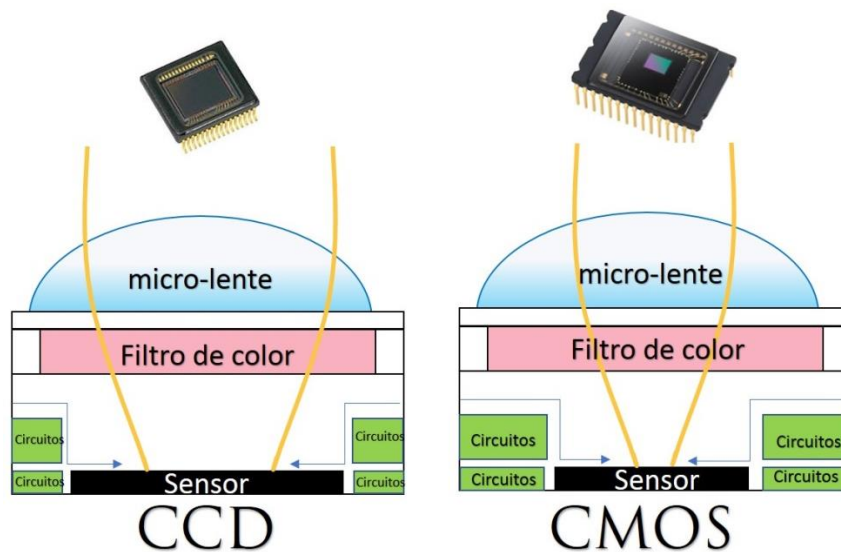 micro-lente
Filtro de color
Circuitos
Circuitos
Circuitos
Circuitos
Sensor
CCD
micro-lente
Filtro de color
Circuitos
Circuitos
Circuitos
Circuitos
Sensor
CMOS